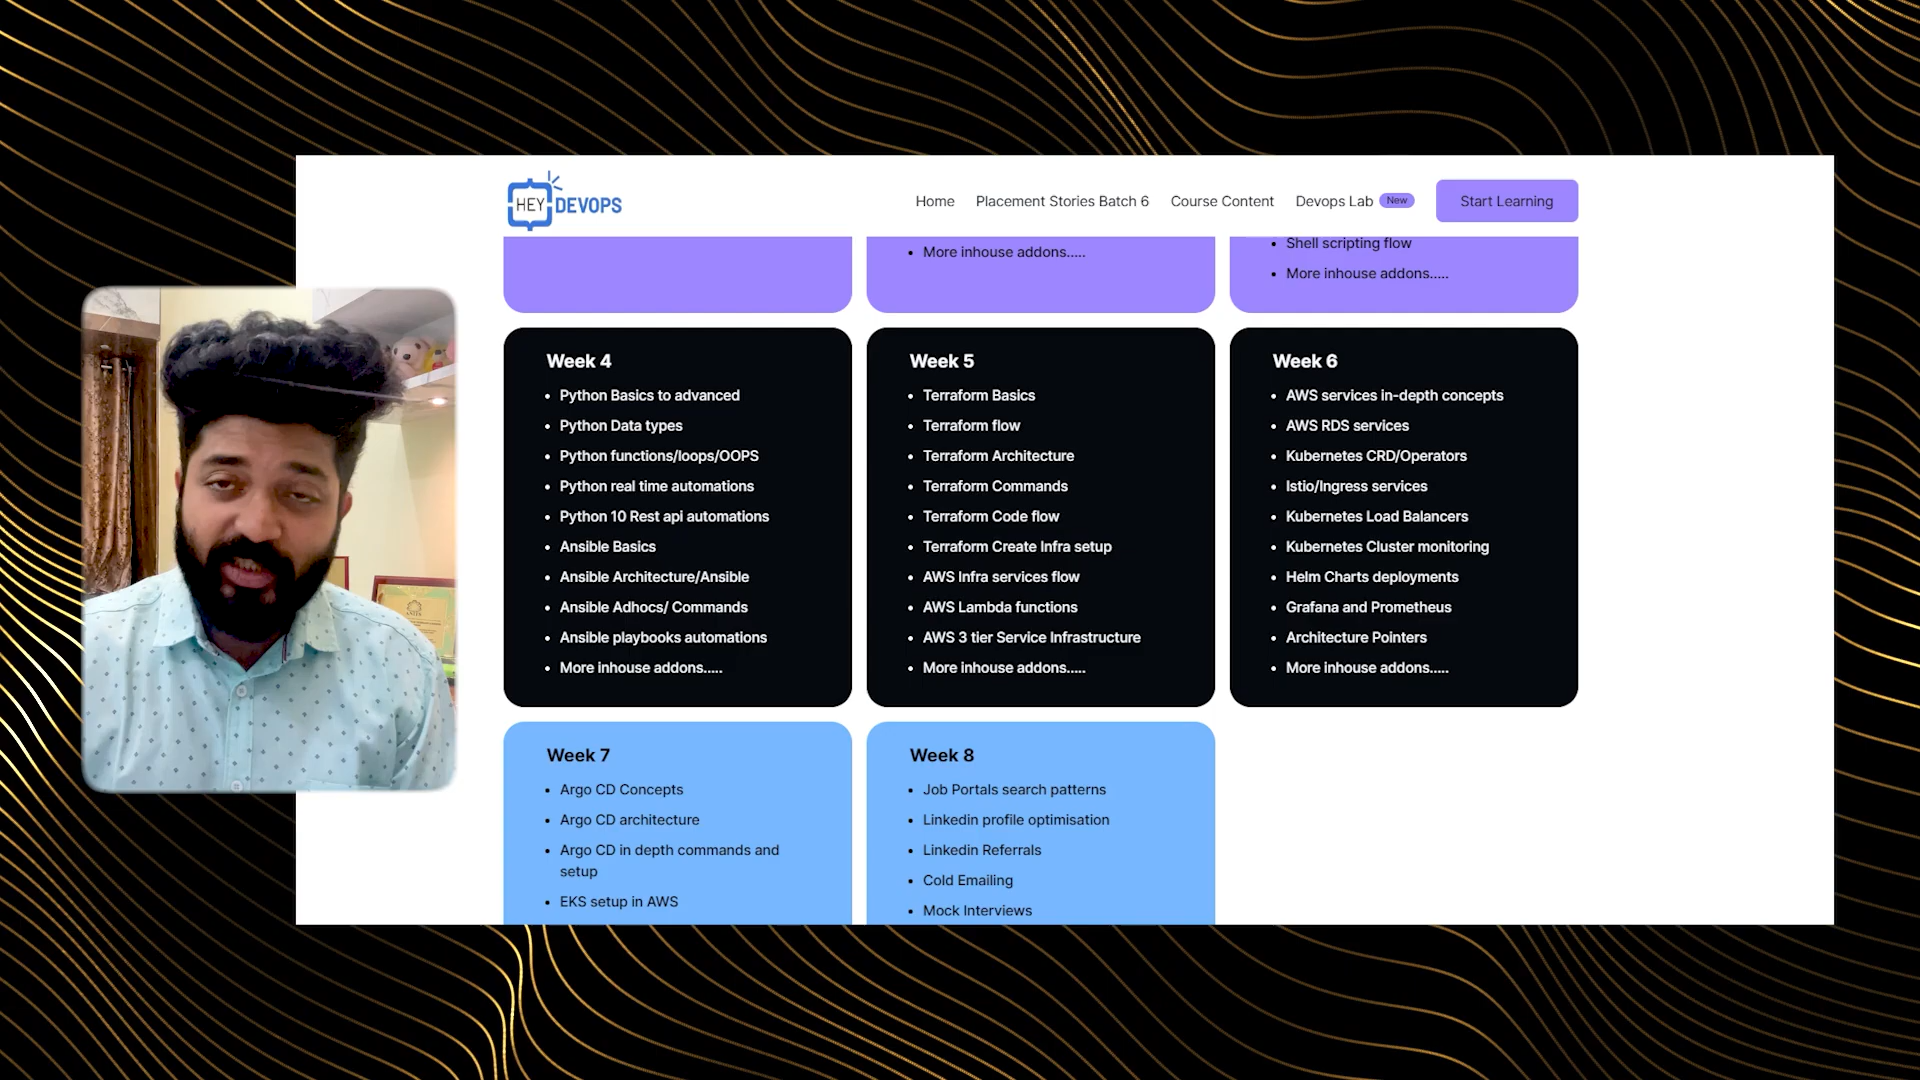 HEY DEVOPS
Home
Placement Stories Batch 6
Course Content
Devops Lab New
Start Learning
More inhouse addons.....
Shell scripting flow
More inhouse addons.....
Week 4
Python Basics to advanced
Python Data types
Python functions/loops/OOPS
Python real time automations
Python 10 Rest api automations
Ansible Basics
Ansible Architecture/Ansible
Ansible Adhocs/ Commands
Ansible playbooks automations
More inhouse addons.....
Week 5
Terraform Basics
Terraform flow
Terraform Architecture
Terraform Commands
Terraform Code flow
Terraform Create Infra setup
AWS Infra services flow
AWS Lambda functions
AWS 3 tier Service Infrastructure
More inhouse addons.....
Week 6
AWS services in-depth concepts
AWS RDS services
Kubernetes CRD/Operators
Istio/Ingress services
Kubernetes Load Balancers
Kubernetes Cluster monitoring
Helm Charts deployments
Grafana and Prometheus
Architecture Pointers
More inhouse addons.....
Week 7
Argo CD Concepts
Argo CD architecture
Argo CD in depth commands and
setup
EKS setup in AWS
Week 8
Job Portals search patterns
Linkedin profile optimisation
Linkedin Referrals
Cold Emailing
Mock Interviews